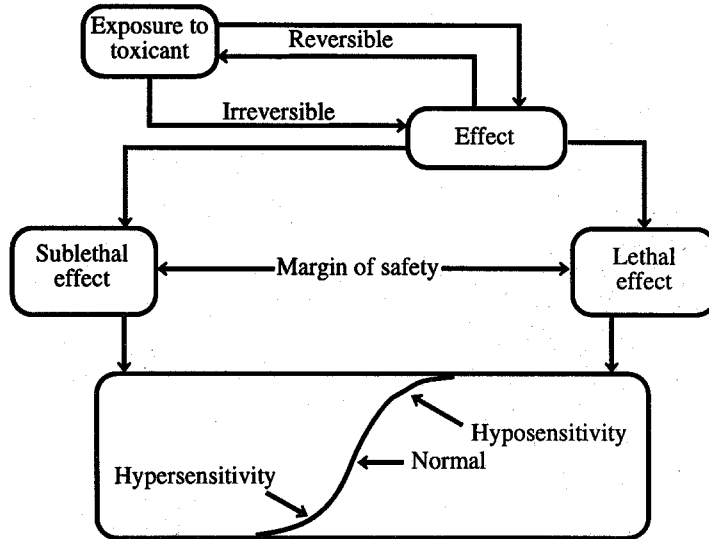 Exposure to
toxicant
Reversible
Irreversible
Effect
Sublethal
effect
Margin of safety
Lethal
effect
Hyposensitivity
Normal
Hypersensitivity